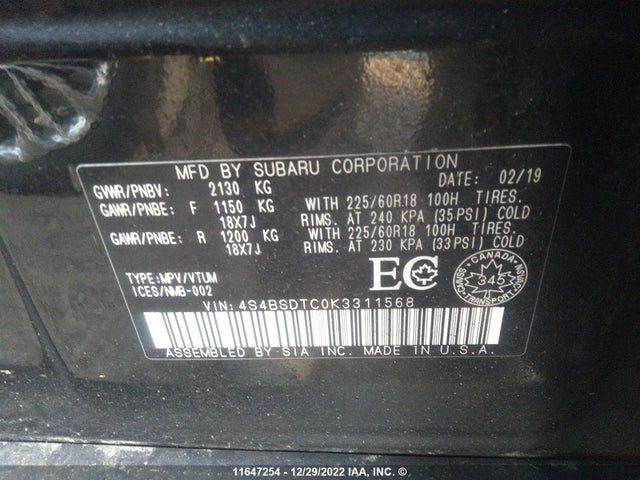 MFD BY SUBARU CORPORATION
DATE: 02/19
GVWR/PNBV: 2130 KG
GAWR/PNBE: F 1150 KG WITH 225/60R18 100H TIRES.
18X7J RIMS. AT 240 KPA (35PSI) COLD
GAWR/PNBE: R 1200 KG WITH 225/60R18 100H TIRES.
18X7J RIMS. AT 230 KPA (33PSI) COLD
TYPE:MPV/VTUM
ICES/NMB-002
EC
CANADA
345
TRANSPORT
VIN:4S4BSDTC0K3311568
ASSEMBLED BY SIA INC. MADE IN U.S.A.
11647254 - 12/29/2022 IAA, INC. ©